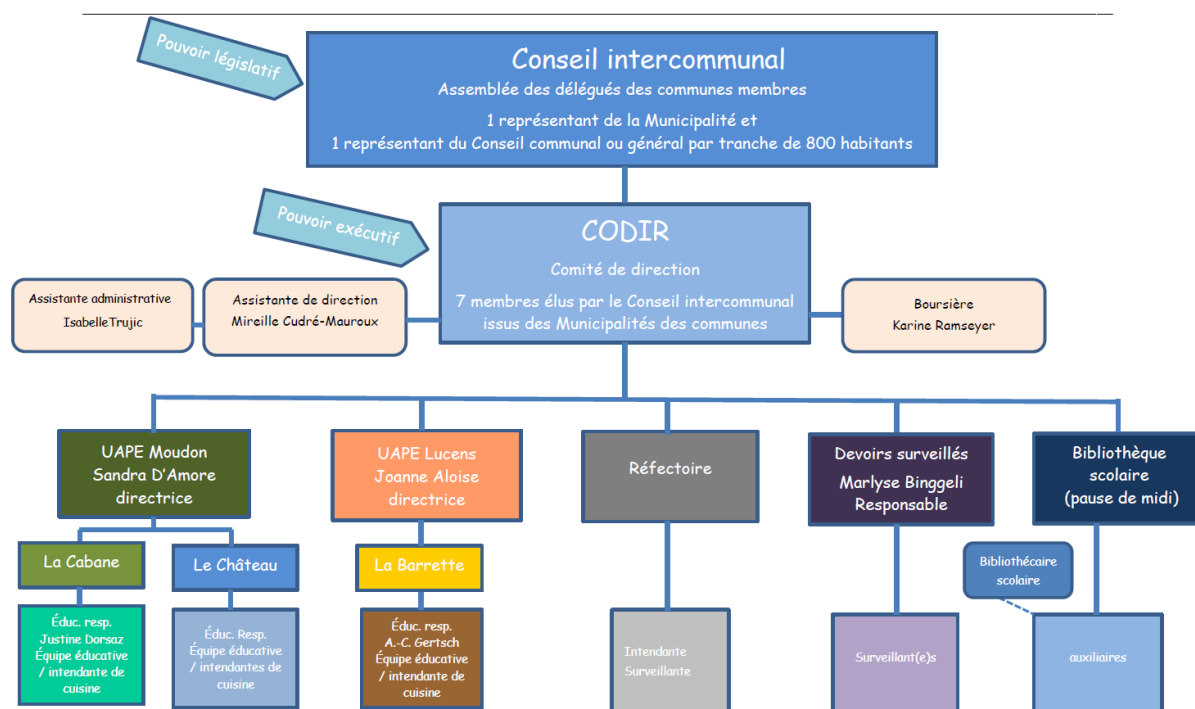 Pouvoir législatif
Conseil intercommunal
Assemblée des délégués des communes membres
1 représentant de la Municipalité et
1 représentant du Conseil communal ou général par tranche de 800 habitants
Pouvoir exécutif
CODIR
Comité de direction
7 membres élus par le Conseil intercommunal
issus des Municipalités des communes
Assistante administrative
IsabelleTrujic
Assistante de direction
Mireille Cudré-Mauroux
Boursière
Karine Ramseyer
UAPE Moudon
Sandra D'Amore
directrice
UAPE Lucens
Joanne Aloise
directrice
Réfectoire
Devoirs surveillés
Marlyse Binggeli
Responsable
Bibliothèque
scolaire
(pause de midi)
La Cabane
Le Château
La Barrette
Bibliothécaire
scolaire
Éduc. resp.
Justine Dorsaz
Équipe éducative
/ intendante de
cuisine
Éduc. Resp.
Équipe éducative
/ intendantes de
cuisine
Éduc. resp.
A.-C. Gertsch
Équipe éducative
/ intendante de
cuisine
Intendante
Surveillante
Surveillant(e)s
auxiliaires